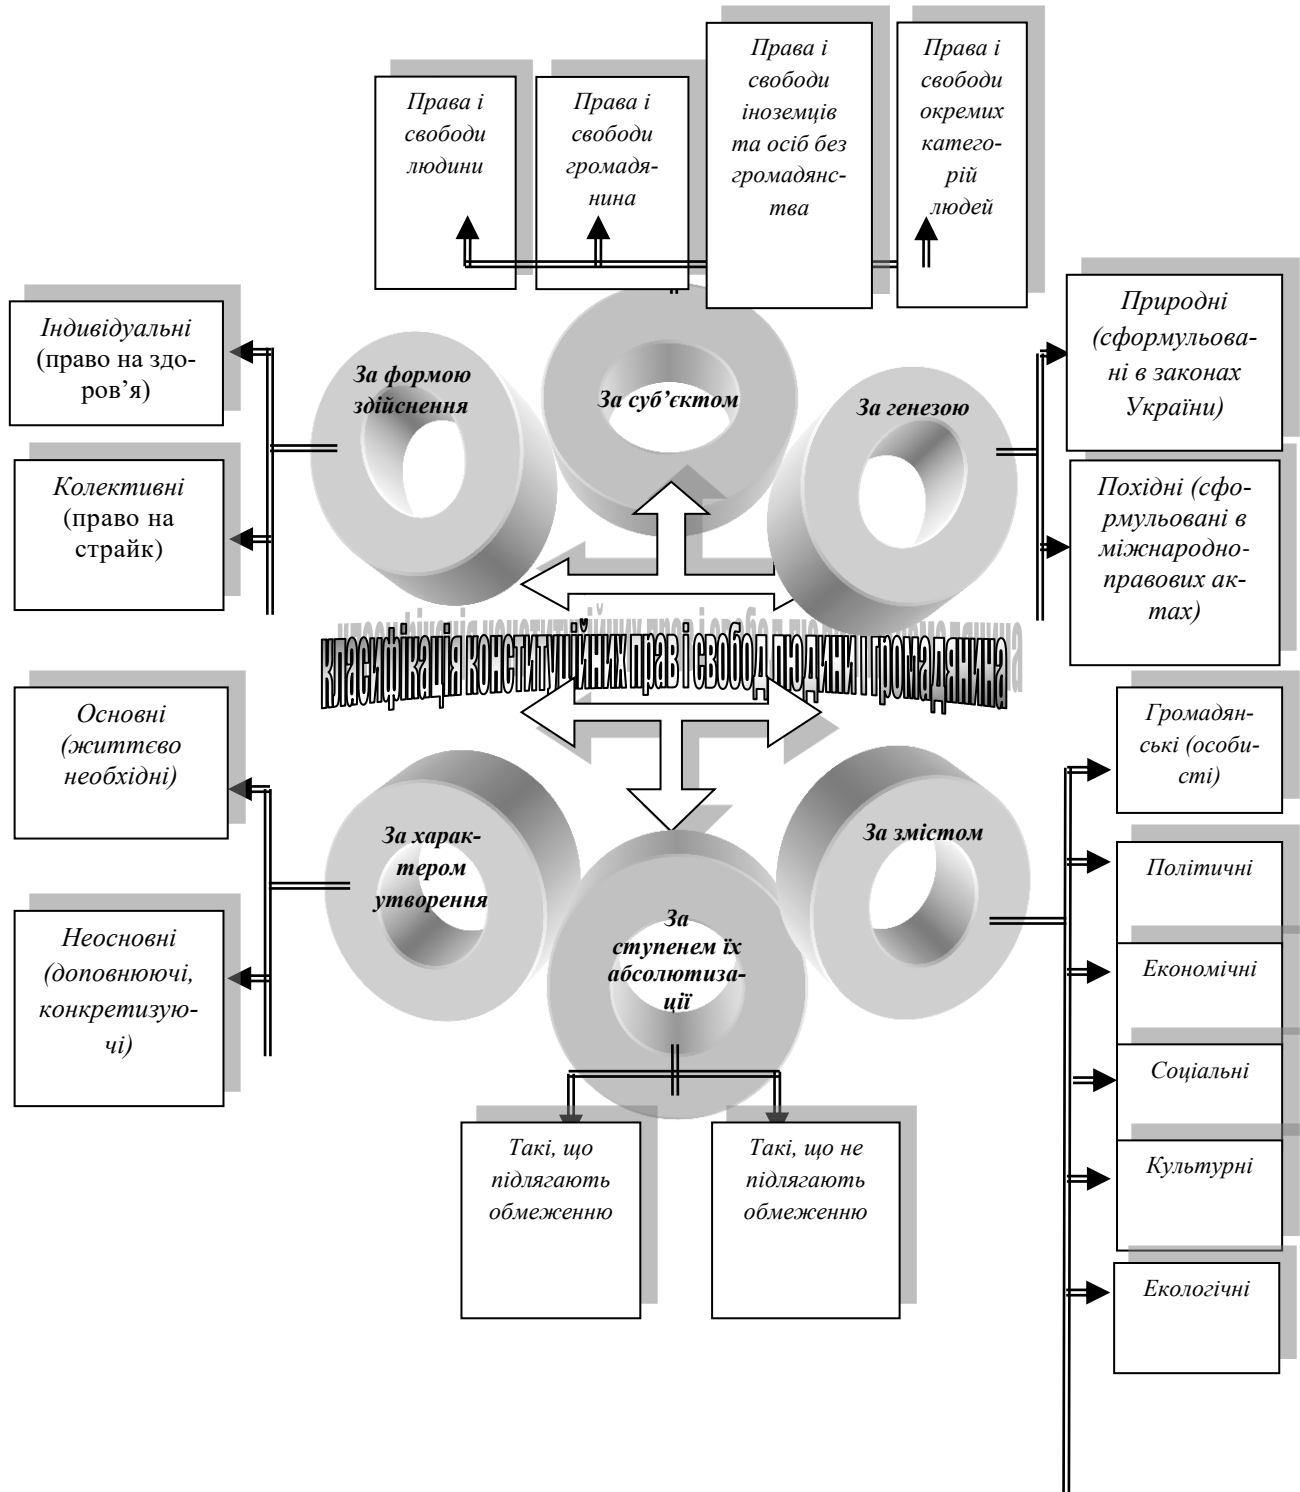 Права і
свободи
людини
Права і
свободи
громадя-
нина
Права і
свободи
іноземців
та осіб без
громадянс-
тва
Права і
свободи
окремих
катего-
рій
людей
Індивідуальні
(право на здо-
ров’я)
Колективні
(право на
страйк)
За формою
здійснення
За суб’єктом
За генезою
Природні
(сформульова-
ні в законах
України)
Похідні (сфо-
рмульовані в
міжнародно-
правових ак-
тах)
класифікація конституційних прав і свобод людини і громадянина
Основні
(життєво
необхідні)
Неосновні
(доповнюючі,
конкретизую-
чі)
За харак-
тером
утворення
За
ступенем їх
абсолютиза-
ції
За змістом
Такі, що
підлягають
обмеженню
Такі, що не
підлягають
обмеженню
Громадян-
ські (особи-
сті)
Політичні
Економічні
Соціальні
Культурні
Екологічні